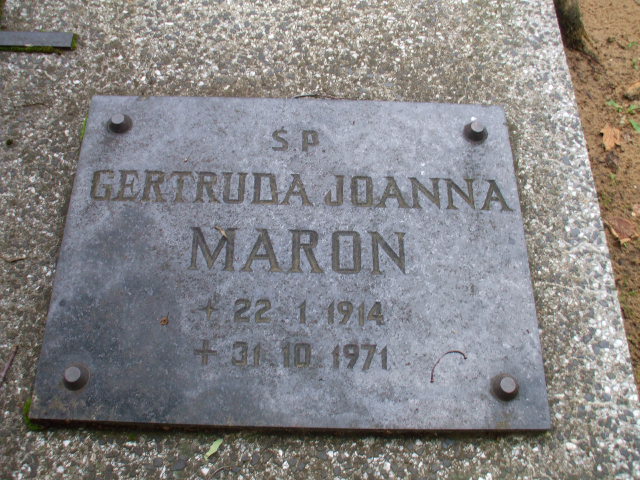 Ś.P.
GERTRUDA JOANNA
MARON
* 22.1.1914
+ 31.10.1971